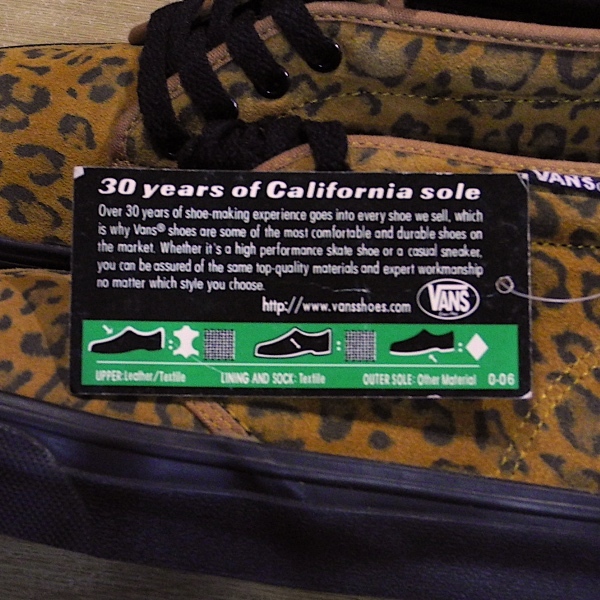 30 years of California sole
Over 30 years of shoe-making experience goes into every shoe we sell, which
is why Vans® shoes are some of the most comfortable and durable shoes on
the market. Whether it's a high performance skate shoe or a casual sneaker,
you can be assured of the same top-quality materials and expert workmanship
no matter which style you choose.
http://www.vansshoes.com
VANS
UPPER: Leather/Textile LINING AND SOCK: Textile OUTER SOLE: Other Material 0-06
VANS